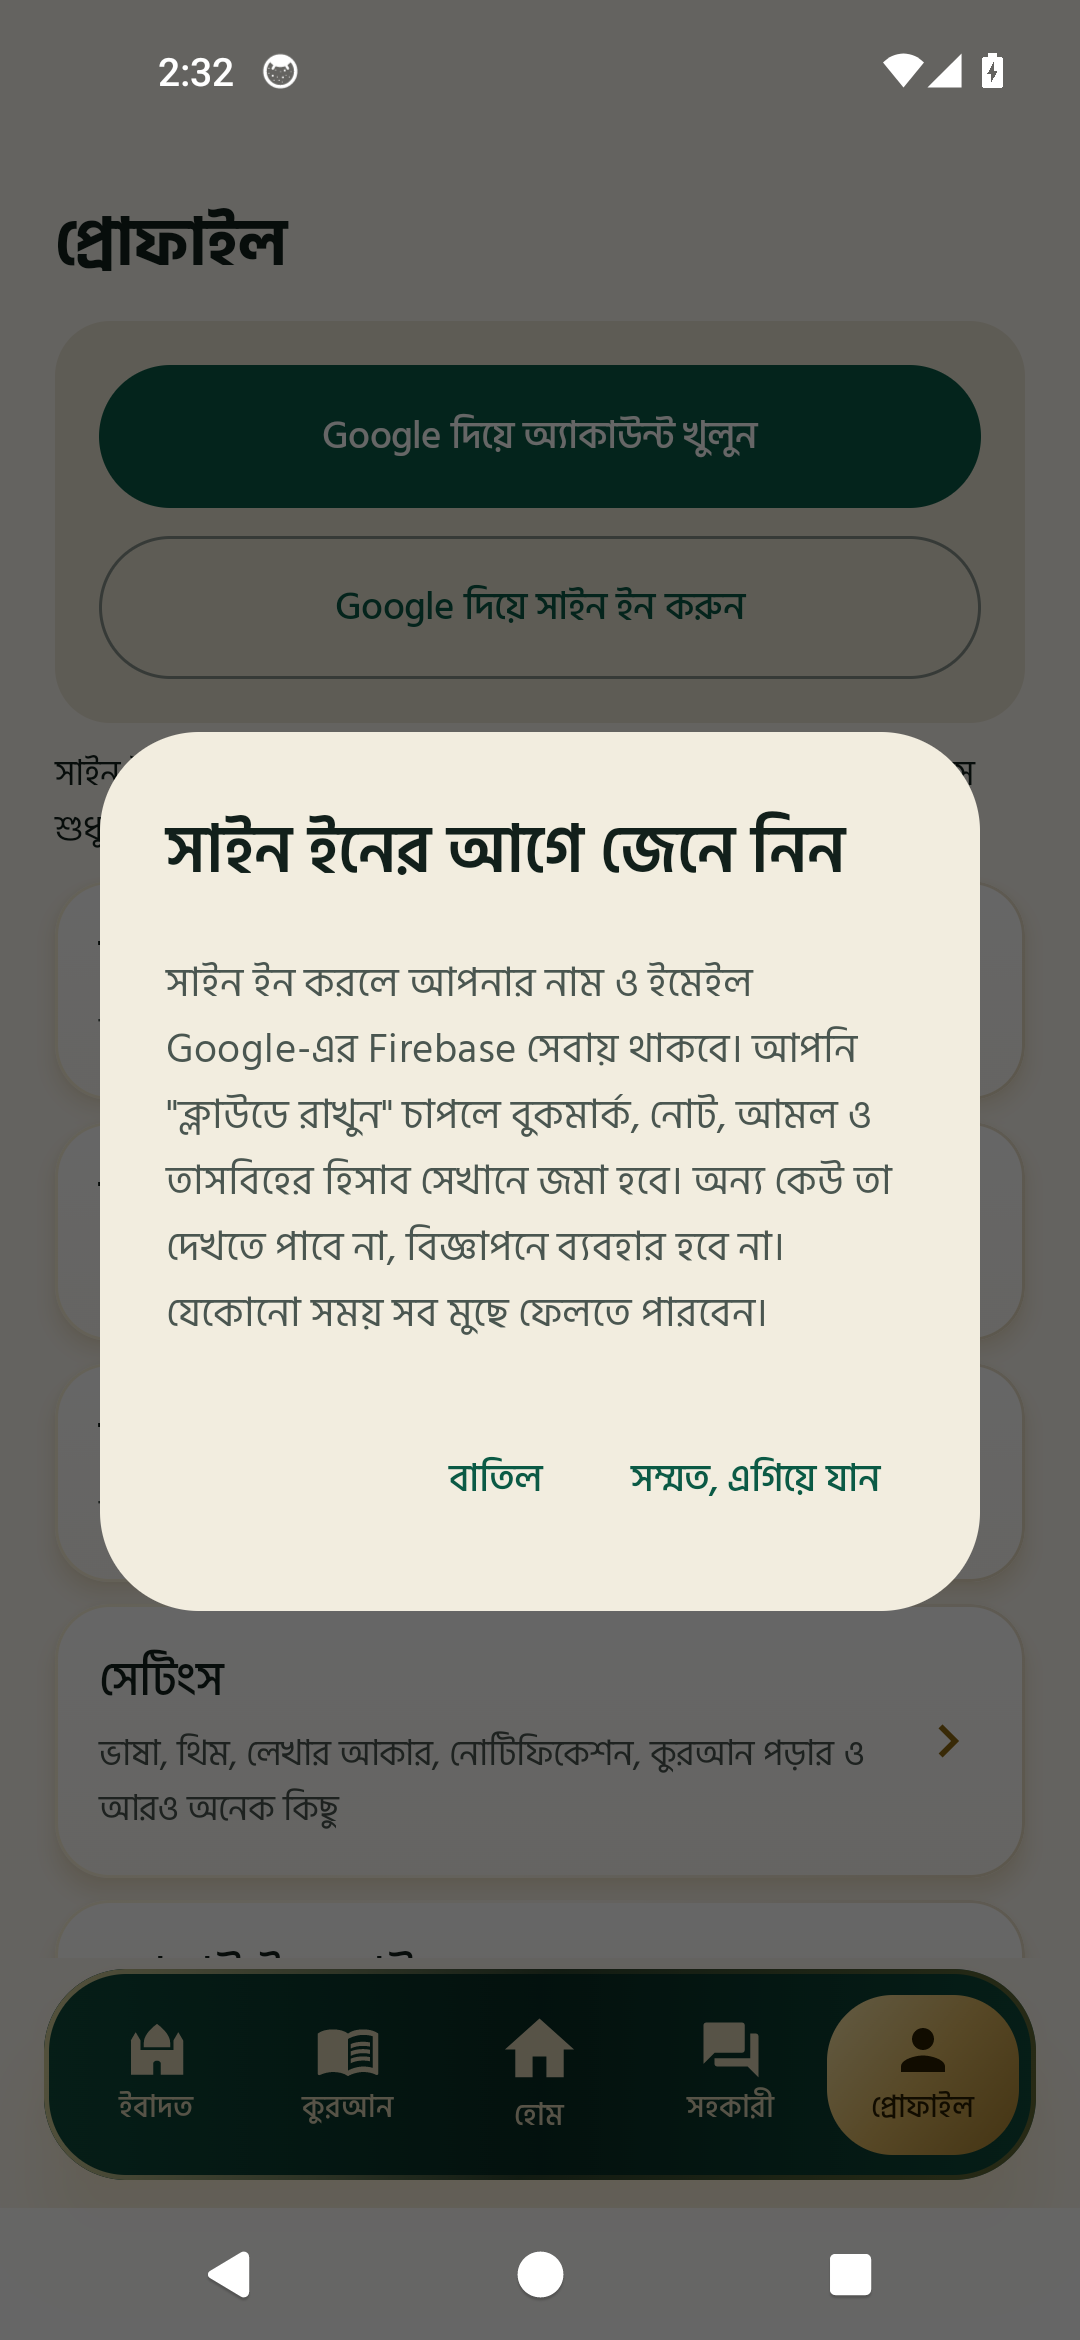 2:32
প্রোফাইল
Google দিয়ে অ্যাকাউন্ট খুলুন
Google দিয়ে সাইন ইন করুন
সাইন
শুধু
সাইন ইনের আগে জেনে নিন
সাইন ইন করলে আপনার নাম ও ইমেইল
Google-এর Firebase সেবায় থাকবে। আপনি
"ক্লাউডে রাখুন" চাপলে বুকমার্ক, নোট, আমল ও
তাসবিহের হিসাব সেখানে জমা হবে। অন্য কেউ তা
দেখতে পাবে না, বিজ্ঞাপনে ব্যবহার হবে না।
যেকোনো সময় সব মুছে ফেলতে পারবেন।
বাতিল সম্মত, এগিয়ে যান
সেটিংস
ভাষা, থিম, লেখার আকার, নোটিফিকেশন, কুরআন পড়ার ও
আরও অনেক কিছু
ইবাদত কুরআন হোম সহকারী প্রোফাইল